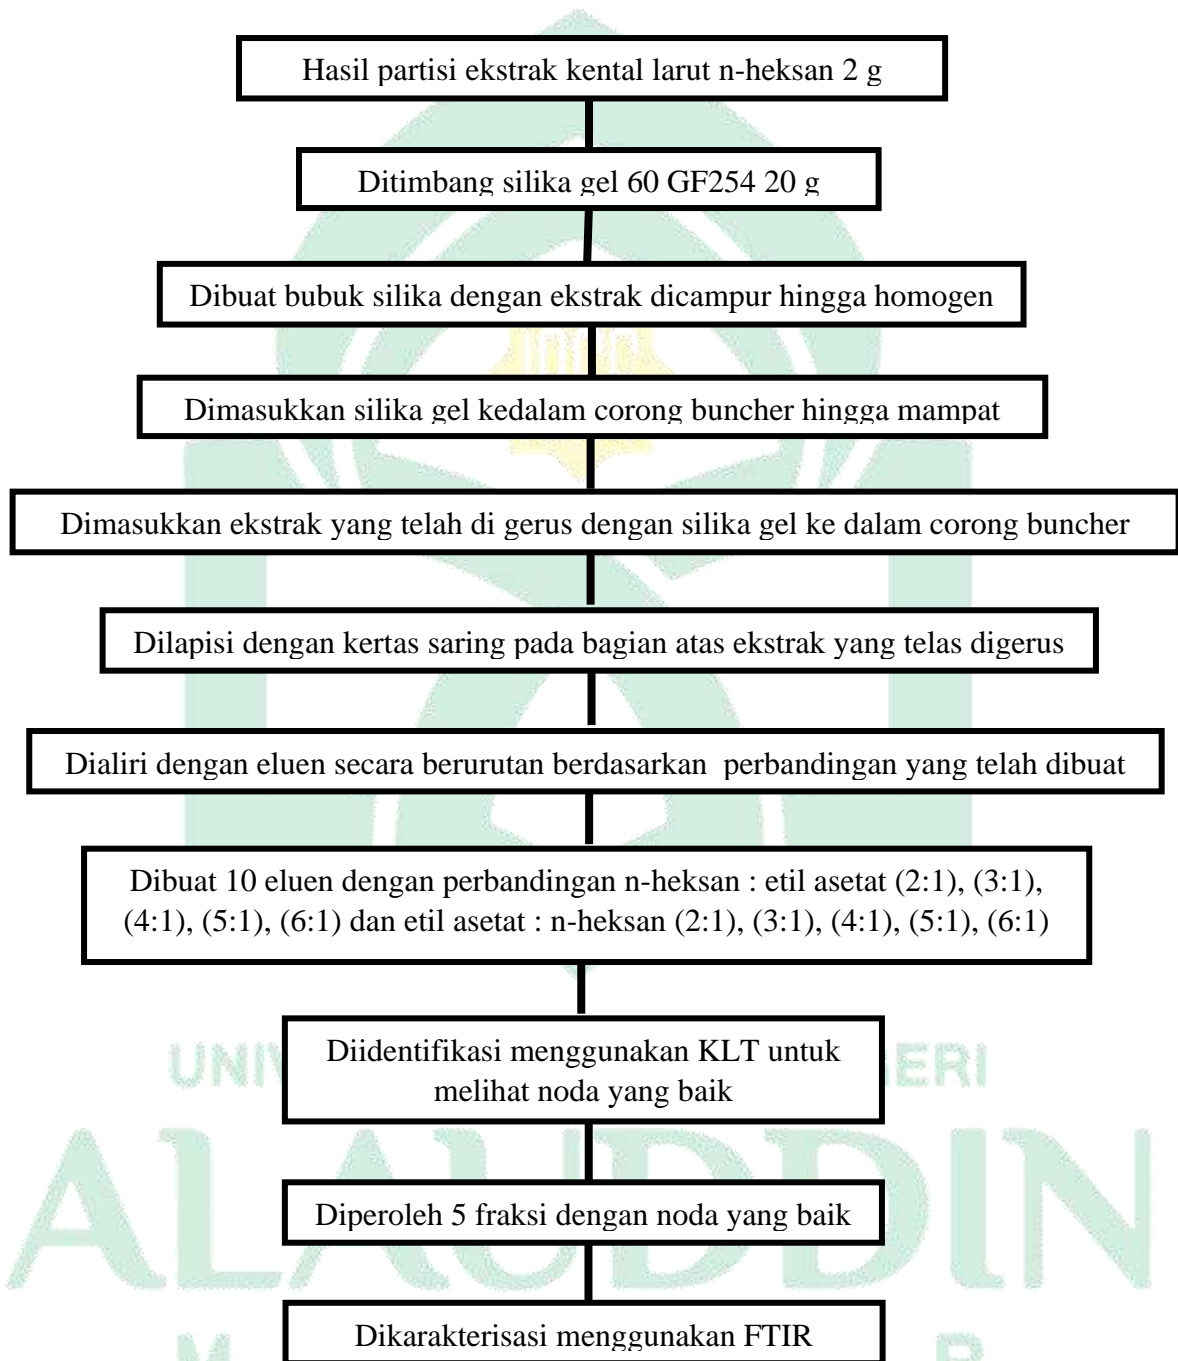 Hasil partisi ekstrak kental larut n-heksan 2 g
Ditimbang silika gel 60 GF254 20 g
Dibuat bubuk silika dengan ekstrak dicampur hingga homogen
Dimasukkan silika gel kedalam corong buncher hingga mampat
Dimasukkan ekstrak yang telah di gerus dengan silika gel ke dalam corong buncher
Dilapisi dengan kertas saring pada bagian atas ekstrak yang telas digerus
Dialiri dengan eluen secara berurutan berdasarkan perbandingan yang telah dibuat
Dibuat 10 eluen dengan perbandingan n-heksan : etil asetat (2:1), (3:1),
(4:1), (5:1), (6:1) dan etil asetat : n-heksan (2:1), (3:1), (4:1), (5:1), (6:1)
Diidentifikasi menggunakan KLT untuk
melihat noda yang baik
Diperoleh 5 fraksi dengan noda yang baik
ALAUDDIN
Dikarakterisasi menggunakan FTIR